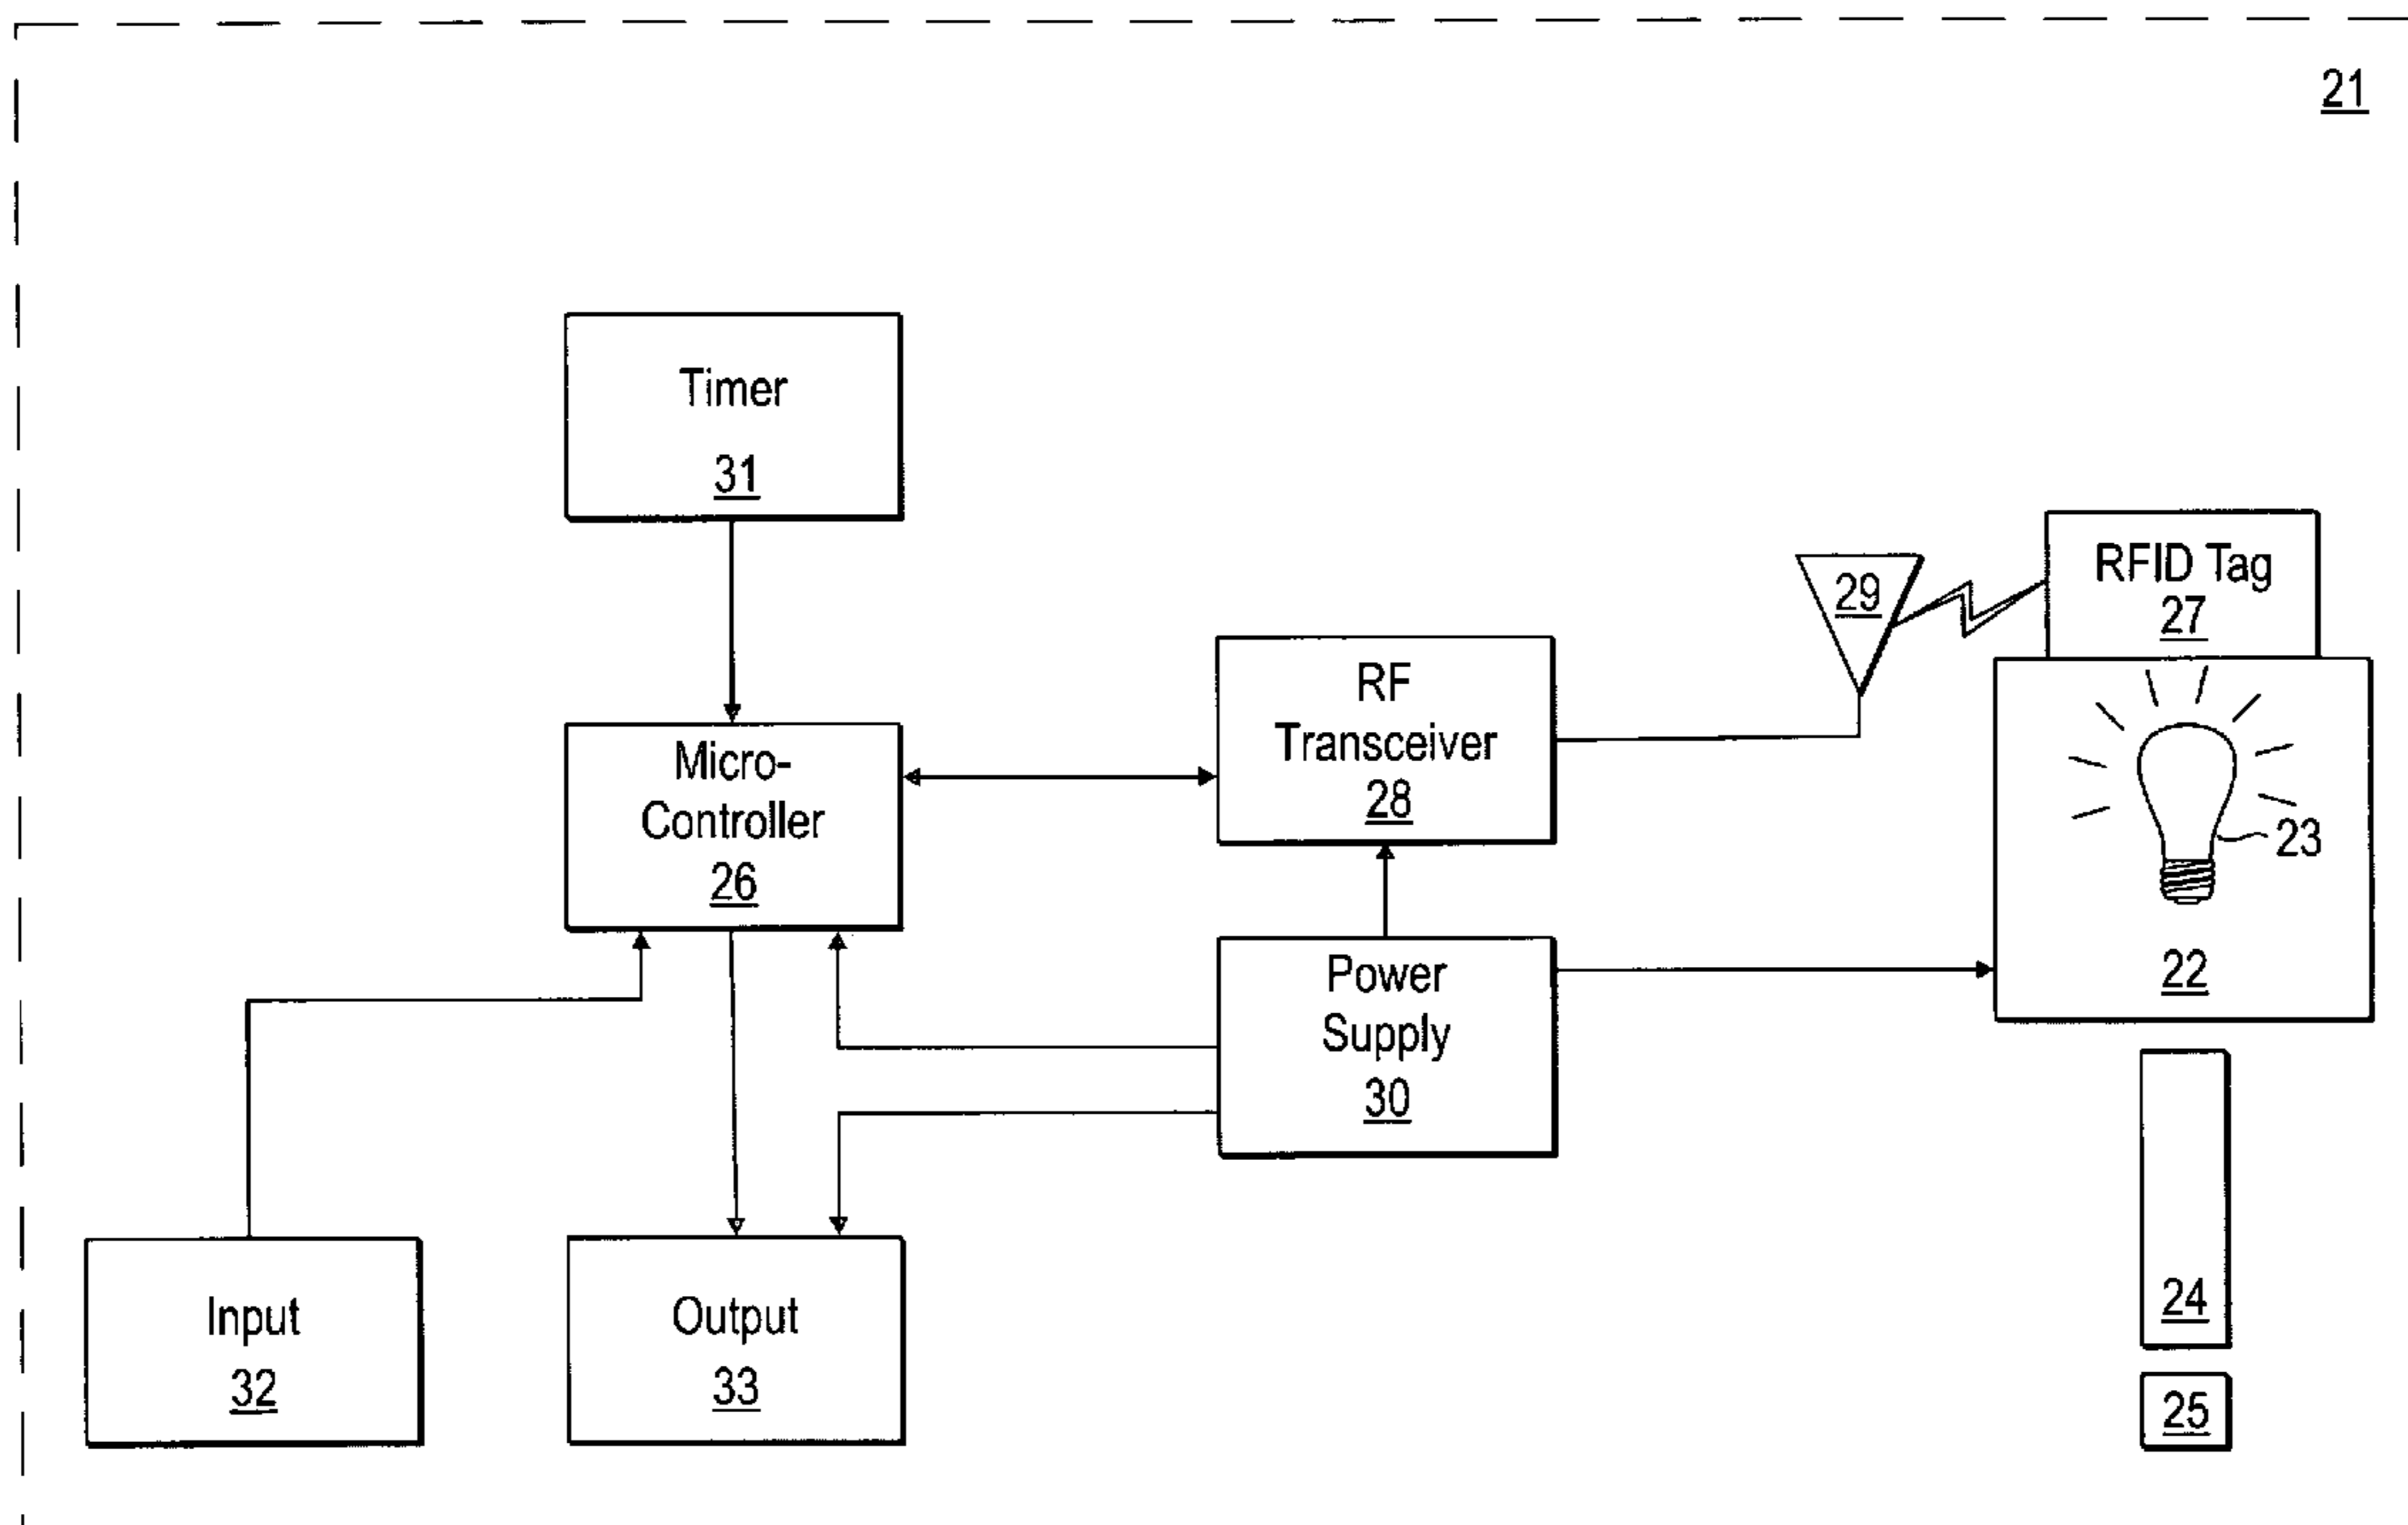 21
Timer
31
RFID Tag
27
29
RF
Transceiver
28
Micro-
Controller
26
23
22
Power
Supply
30
24
25
Input
32
Output
33